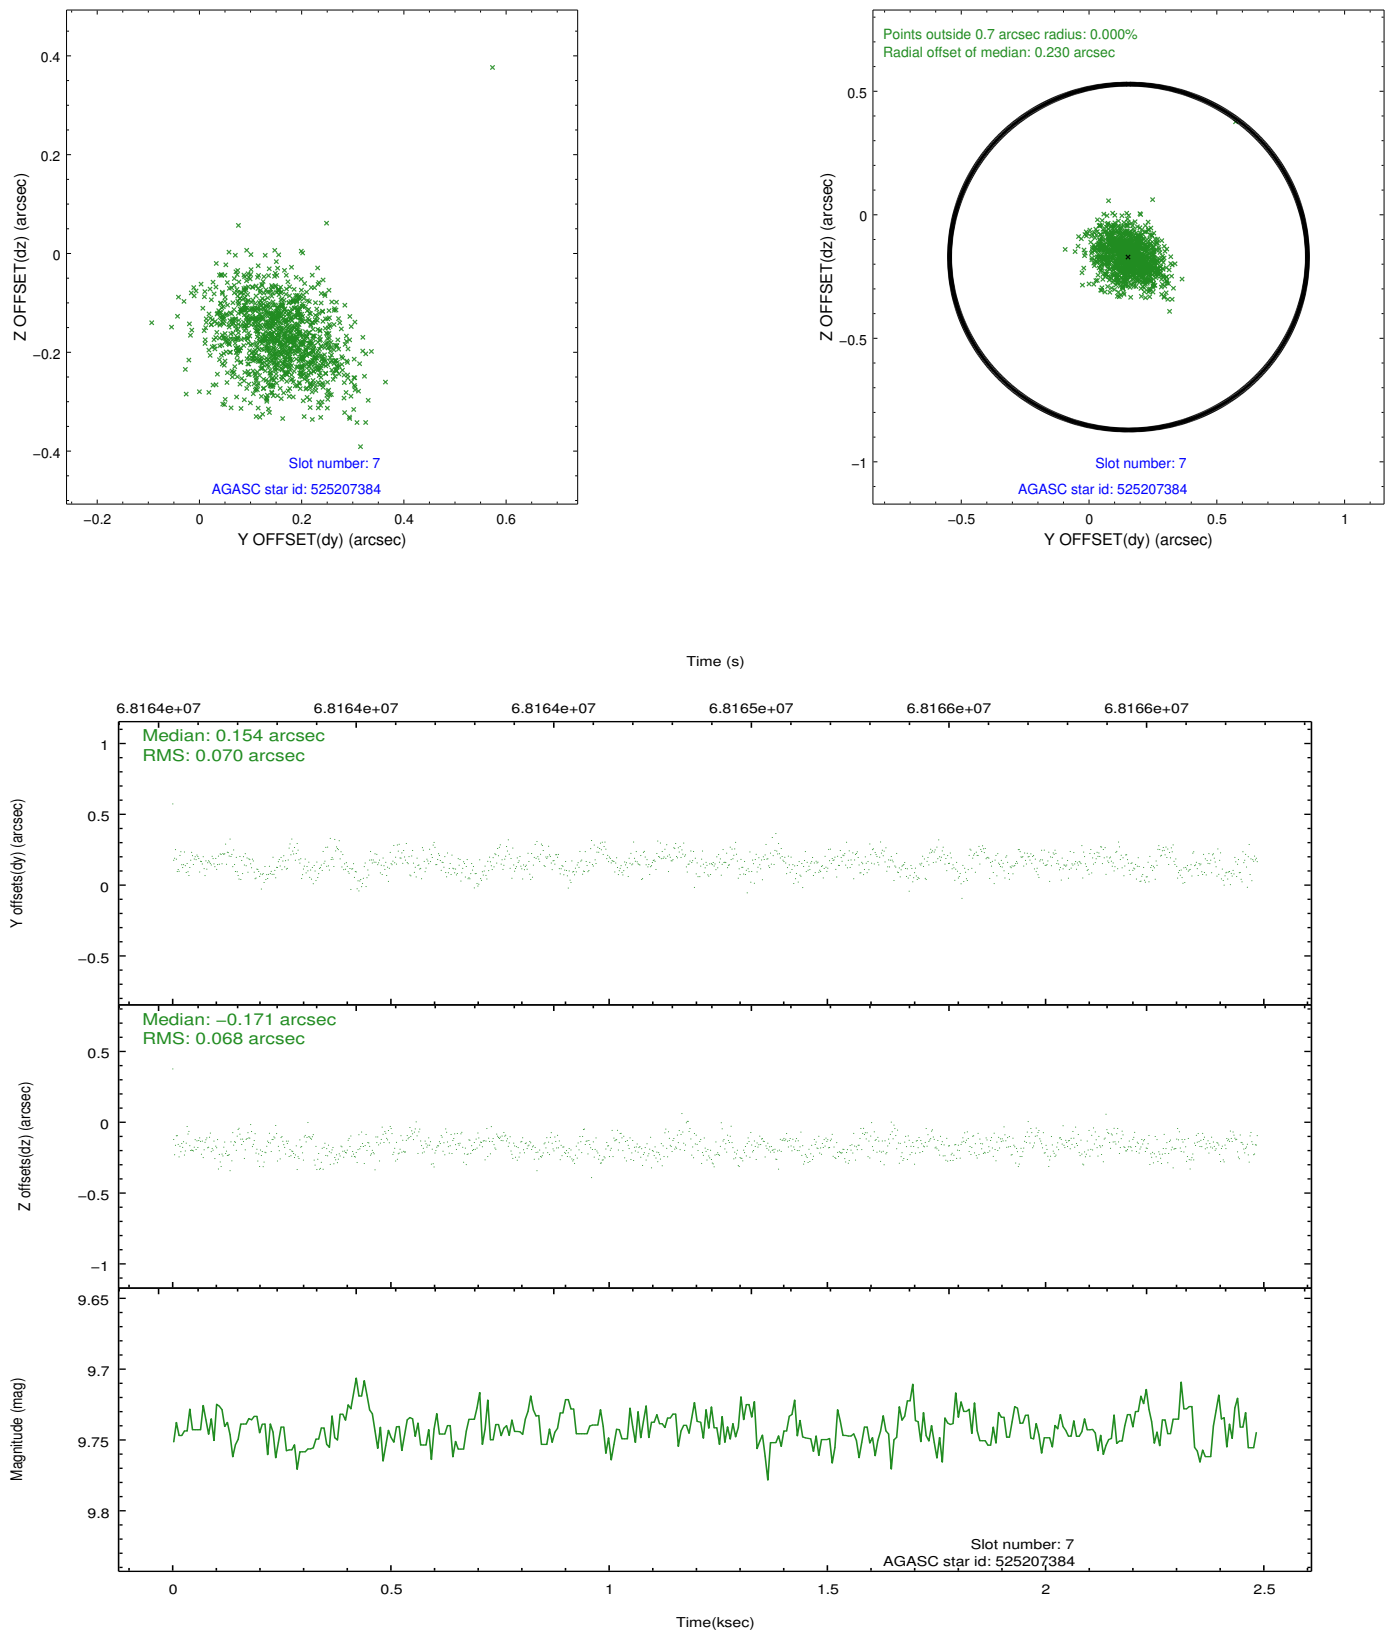 0.4
0.2
0
−0.2
−0.4
Z OFFSET(dz) (arcsec)
Slot number: 7
AGASC star id: 525207384
−0.2
0
0.2
0.4
0.6
Y OFFSET(dy) (arcsec)
Points outside 0.7 arcsec radius: 0.000%
Radial offset of median: 0.230 arcsec
0.5
0
−0.5
−1
Z OFFSET(dz) (arcsec)
Slot number: 7
AGASC star id: 525207384
−0.5
0
0.5
1
Y OFFSET(dy) (arcsec)
Time (s)
6.8164e+07
6.8164e+07
6.8164e+07
6.8165e+07
6.8166e+07
6.8166e+07
Median: 0.154 arcsec
RMS: 0.070 arcsec
1
0.5
0
−0.5
Y offsets(dy) (arcsec)
Median: −0.171 arcsec
RMS: 0.068 arcsec
0.5
0
−0.5
−1
Z offsets(dz) (arcsec)
9.65
9.7
9.75
9.8
Magnitude (mag)
Slot number: 7
AGASC star id: 525207384
0
0.5
1
1.5
2
2.5
Time(ksec)